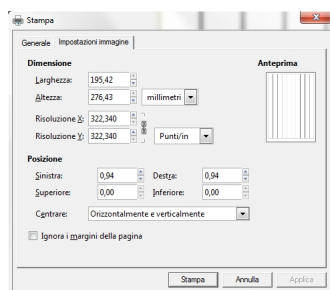 Stampa
Generale Impostazioni immagine
Dimensione
Anteprima
Larghezza: 195,42
Altezza: 276,43 millimetri
Risoluzione X: 322,340
Risoluzione Y: 322,340 Punti/in
Posizione
Sinistra: 0,94 Destra: 0,94
Superiore: 0,00 Inferiore: 0,00
Centrare: Orizzontalmente e verticalmente
Ignora i margini della pagina
Stampa Annulla Applica